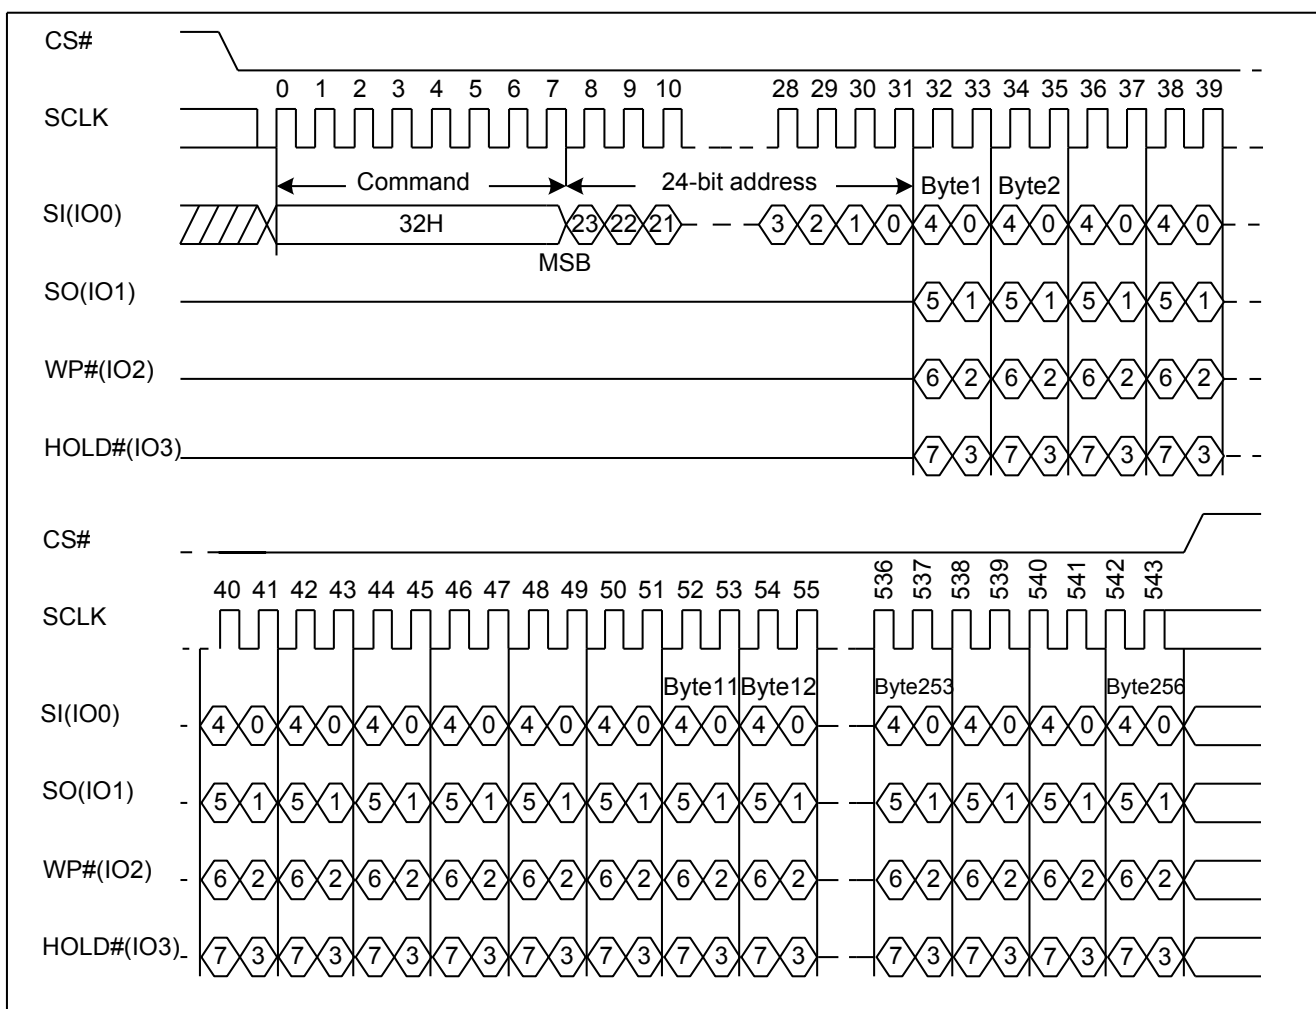 CS#
0 1 2 3 4 5 6 7 8 9 10 28 29 30 31 32 33 34 35 36 37 38 39
SCLK
Command 24-bit address Byte1 Byte2
SI(IO0) 32H 23 22 21 3 2 1 0 4 0 4 0 4 0 4 0
MSB
SO(IO1) 5 1 5 1 5 1 5 1
WP#(IO2) 6 2 6 2 6 2 6 2
HOLD#(IO3) 7 3 7 3 7 3 7 3
CS#
40 41 42 43 44 45 46 47 48 49 50 51 52 53 54 55 536 537 538 539 540 541 542 543
SCLK
Byte11 Byte12 Byte253 Byte256
SI(IO0) 4 0 4 0 4 0 4 0 4 0 4 0 4 0 4 0 4 0 4 0 4 0 4 0
SO(IO1) 5 1 5 1 5 1 5 1 5 1 5 1 5 1 5 1 5 1 5 1 5 1 5 1
WP#(IO2) 6 2 6 2 6 2 6 2 6 2 6 2 6 2 6 2 6 2 6 2 6 2 6 2
HOLD#(IO3) 7 3 7 3 7 3 7 3 7 3 7 3 7 3 7 3 7 3 7 3 7 3 7 3